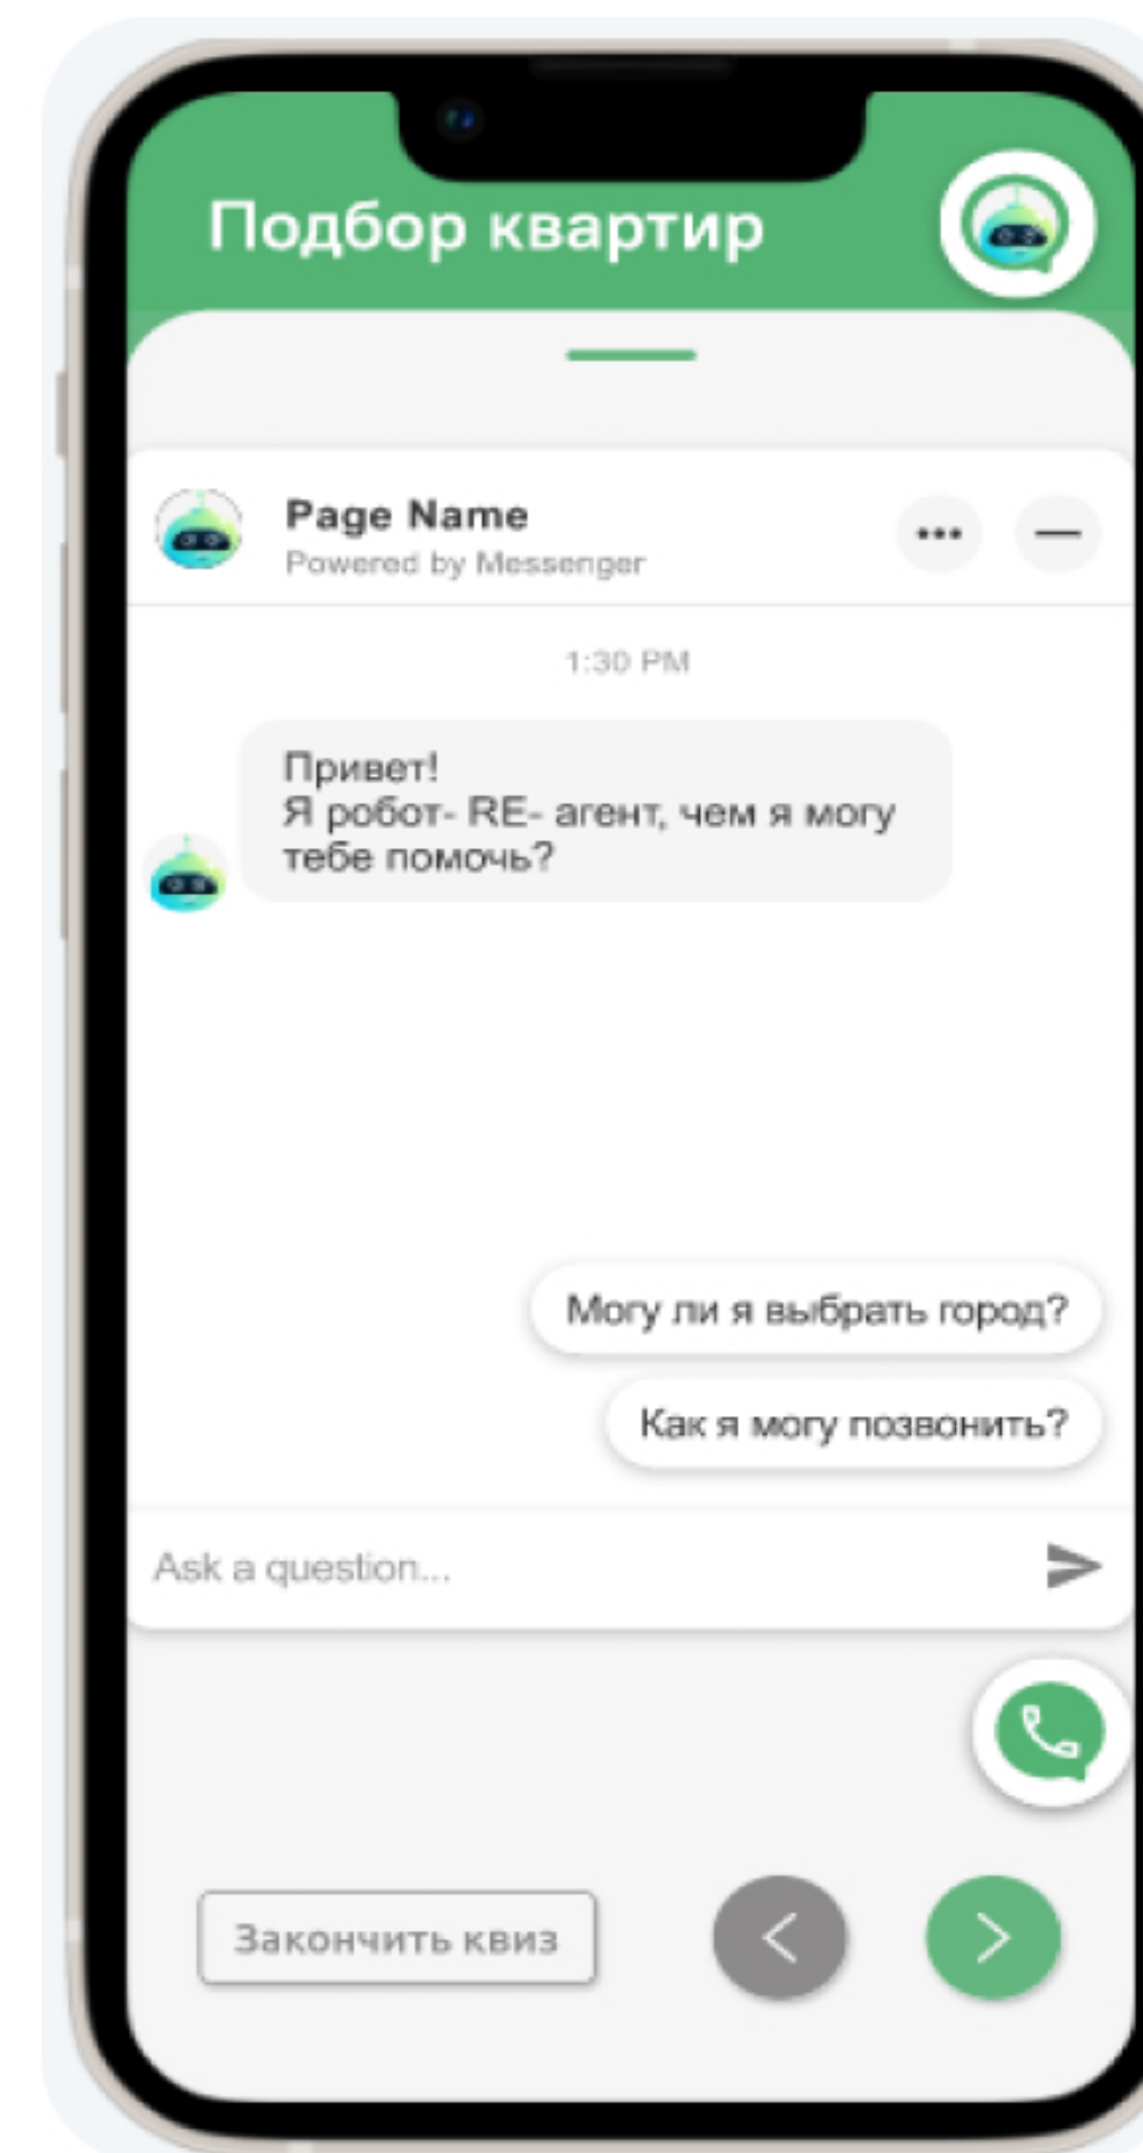 Подбор квартир
Page Name
Powered by Messenger
1:30 PM
Привет!
Я робот- RE- агент, чем я могу
тебе помочь?
Могу ли я выбрать город?
Как я могу позвонить?
Ask a question...
Закончить квиз